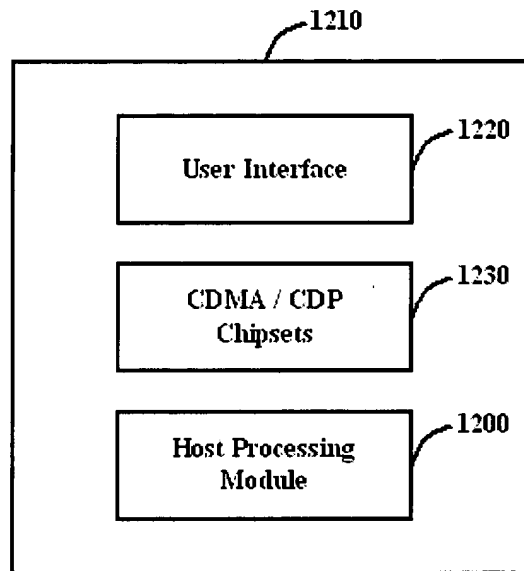 1210
User Interface
1220
CDMA / CDP
Chipsets
1230
Host Processing
Module
1200